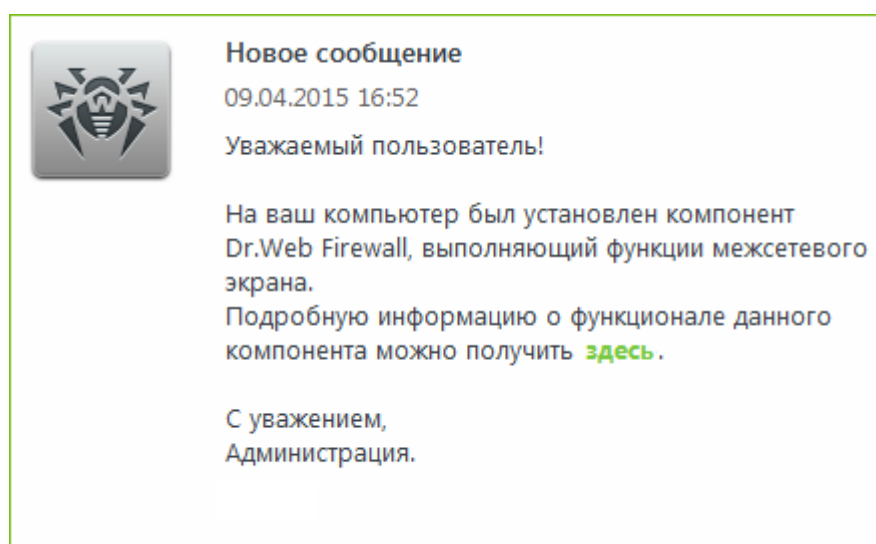 Новое сообщение
09.04.2015 16:52
Уважаемый пользователь!
На ваш компьютер был установлен компонент
Dr.Web Firewall, выполняющий функции межсетевого
экрана.
Подробную информацию о функционале данного
компонента можно получить здесь.
С уважением,
Администрация.